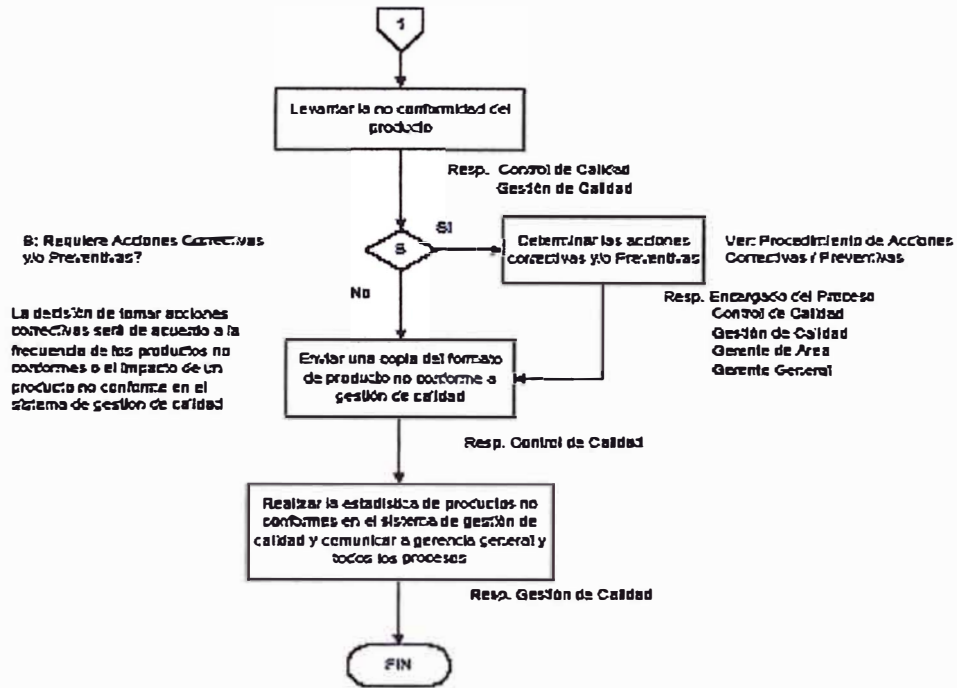 1
Levantar la no conformidad del
producto
Resp. Control de Calidad
Gestión de Calidad
B: Requiere Acciones Correctivas
y/o Preventivas?
B
Si
No
Determinar las acciones
correctivas y/o Preventivas
Ver: Procedimiento de Acciones
Correctivas / Preventivas
Resp. Encargado del Proceso
Control de Calidad
Gestión de Calidad
Gerente de Area
Gerente General
La decisión de tomar acciones
correctivas será de acuerdo a la
frecuencia de los productos no
conformes o el impacto de un
producto no conforme en el
sistema de gestión de calidad
Enviar una copia del formato
de producto no conforme a
gestión de calidad
Resp. Control de Calidad
Realizar la estadistica de productos no
conformes en el sistema de gestión de
calidad y comunicar a gerencia general y
todos los procesos
Resp. Gestión de Calidad
FIN